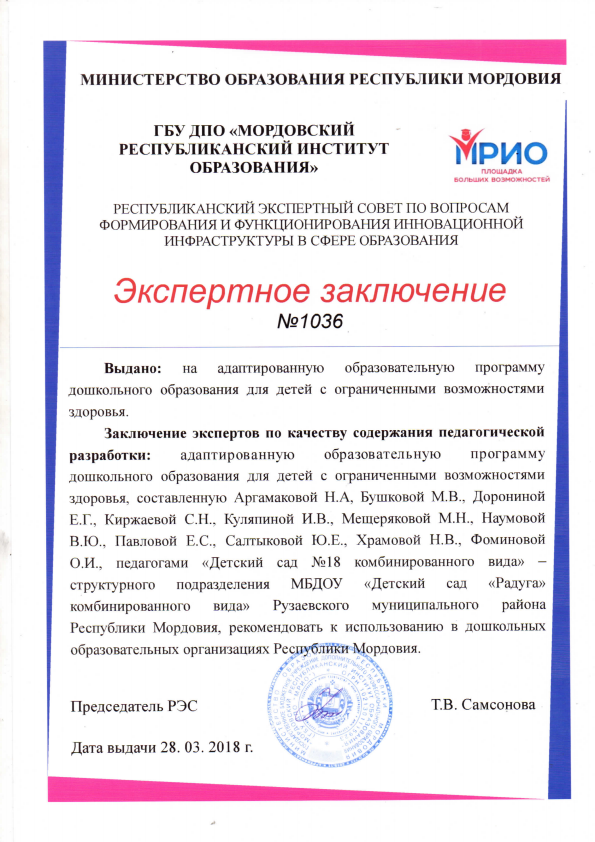 МИНИСТЕРСТВО ОБРАЗОВАНИЯ РЕСПУБЛИКИ МОРДОВИЯ
ГБУ ДПО «МОРДОВСКИЙ
РЕСПУБЛИКАНСКИЙ ИНСТИТУТ
ОБРАЗОВАНИЯ»
МРИО
ПЛОЩАДКА
БОЛЬШИХ ВОЗМОЖНОСТЕЙ
РЕСПУБЛИКАНСКИЙ ЭКСПЕРТНЫЙ СОВЕТ ПО ВОПРОСАМ
ФОРМИРОВАНИЯ И ФУНКЦИОНИРОВАНИЯ ИННОВАЦИОННОЙ
ИНФРАСТРУКТУРЫ В СФЕРЕ ОБРАЗОВАНИЯ
Экспертное заключение
№1036
Выдано: на адаптированную образовательную программу
дошкольного образования для детей с ограниченными возможностями
здоровья.
Заключение экспертов по качеству содержания педагогической
разработки: адаптированную образовательную программу
дошкольного образования для детей с ограниченными возможностями
здоровья, составленную Аргамаковой Н.А, Бушковой М.В., Дорониной
Е.Г., Киржаевой С.Н., Куляпиной И.В., Мещеряковой М.Н., Наумовой
В.Ю., Павловой Е.С., Салтыковой Ю.Е., Храмовой Н.В., Фоминовой
О.И., педагогами «Детский сад №18 комбинированного вида» –
структурного подразделения МБДОУ «Детский сад «Радуга»
комбинированного вида» Рузаевского муниципального района
Республики Мордовия, рекомендовать к использованию в дошкольных
образовательных организациях Республики Мордовия.
Председатель РЭС Т.В. Самсонова
Дата выдачи 28. 03. 2018 г.